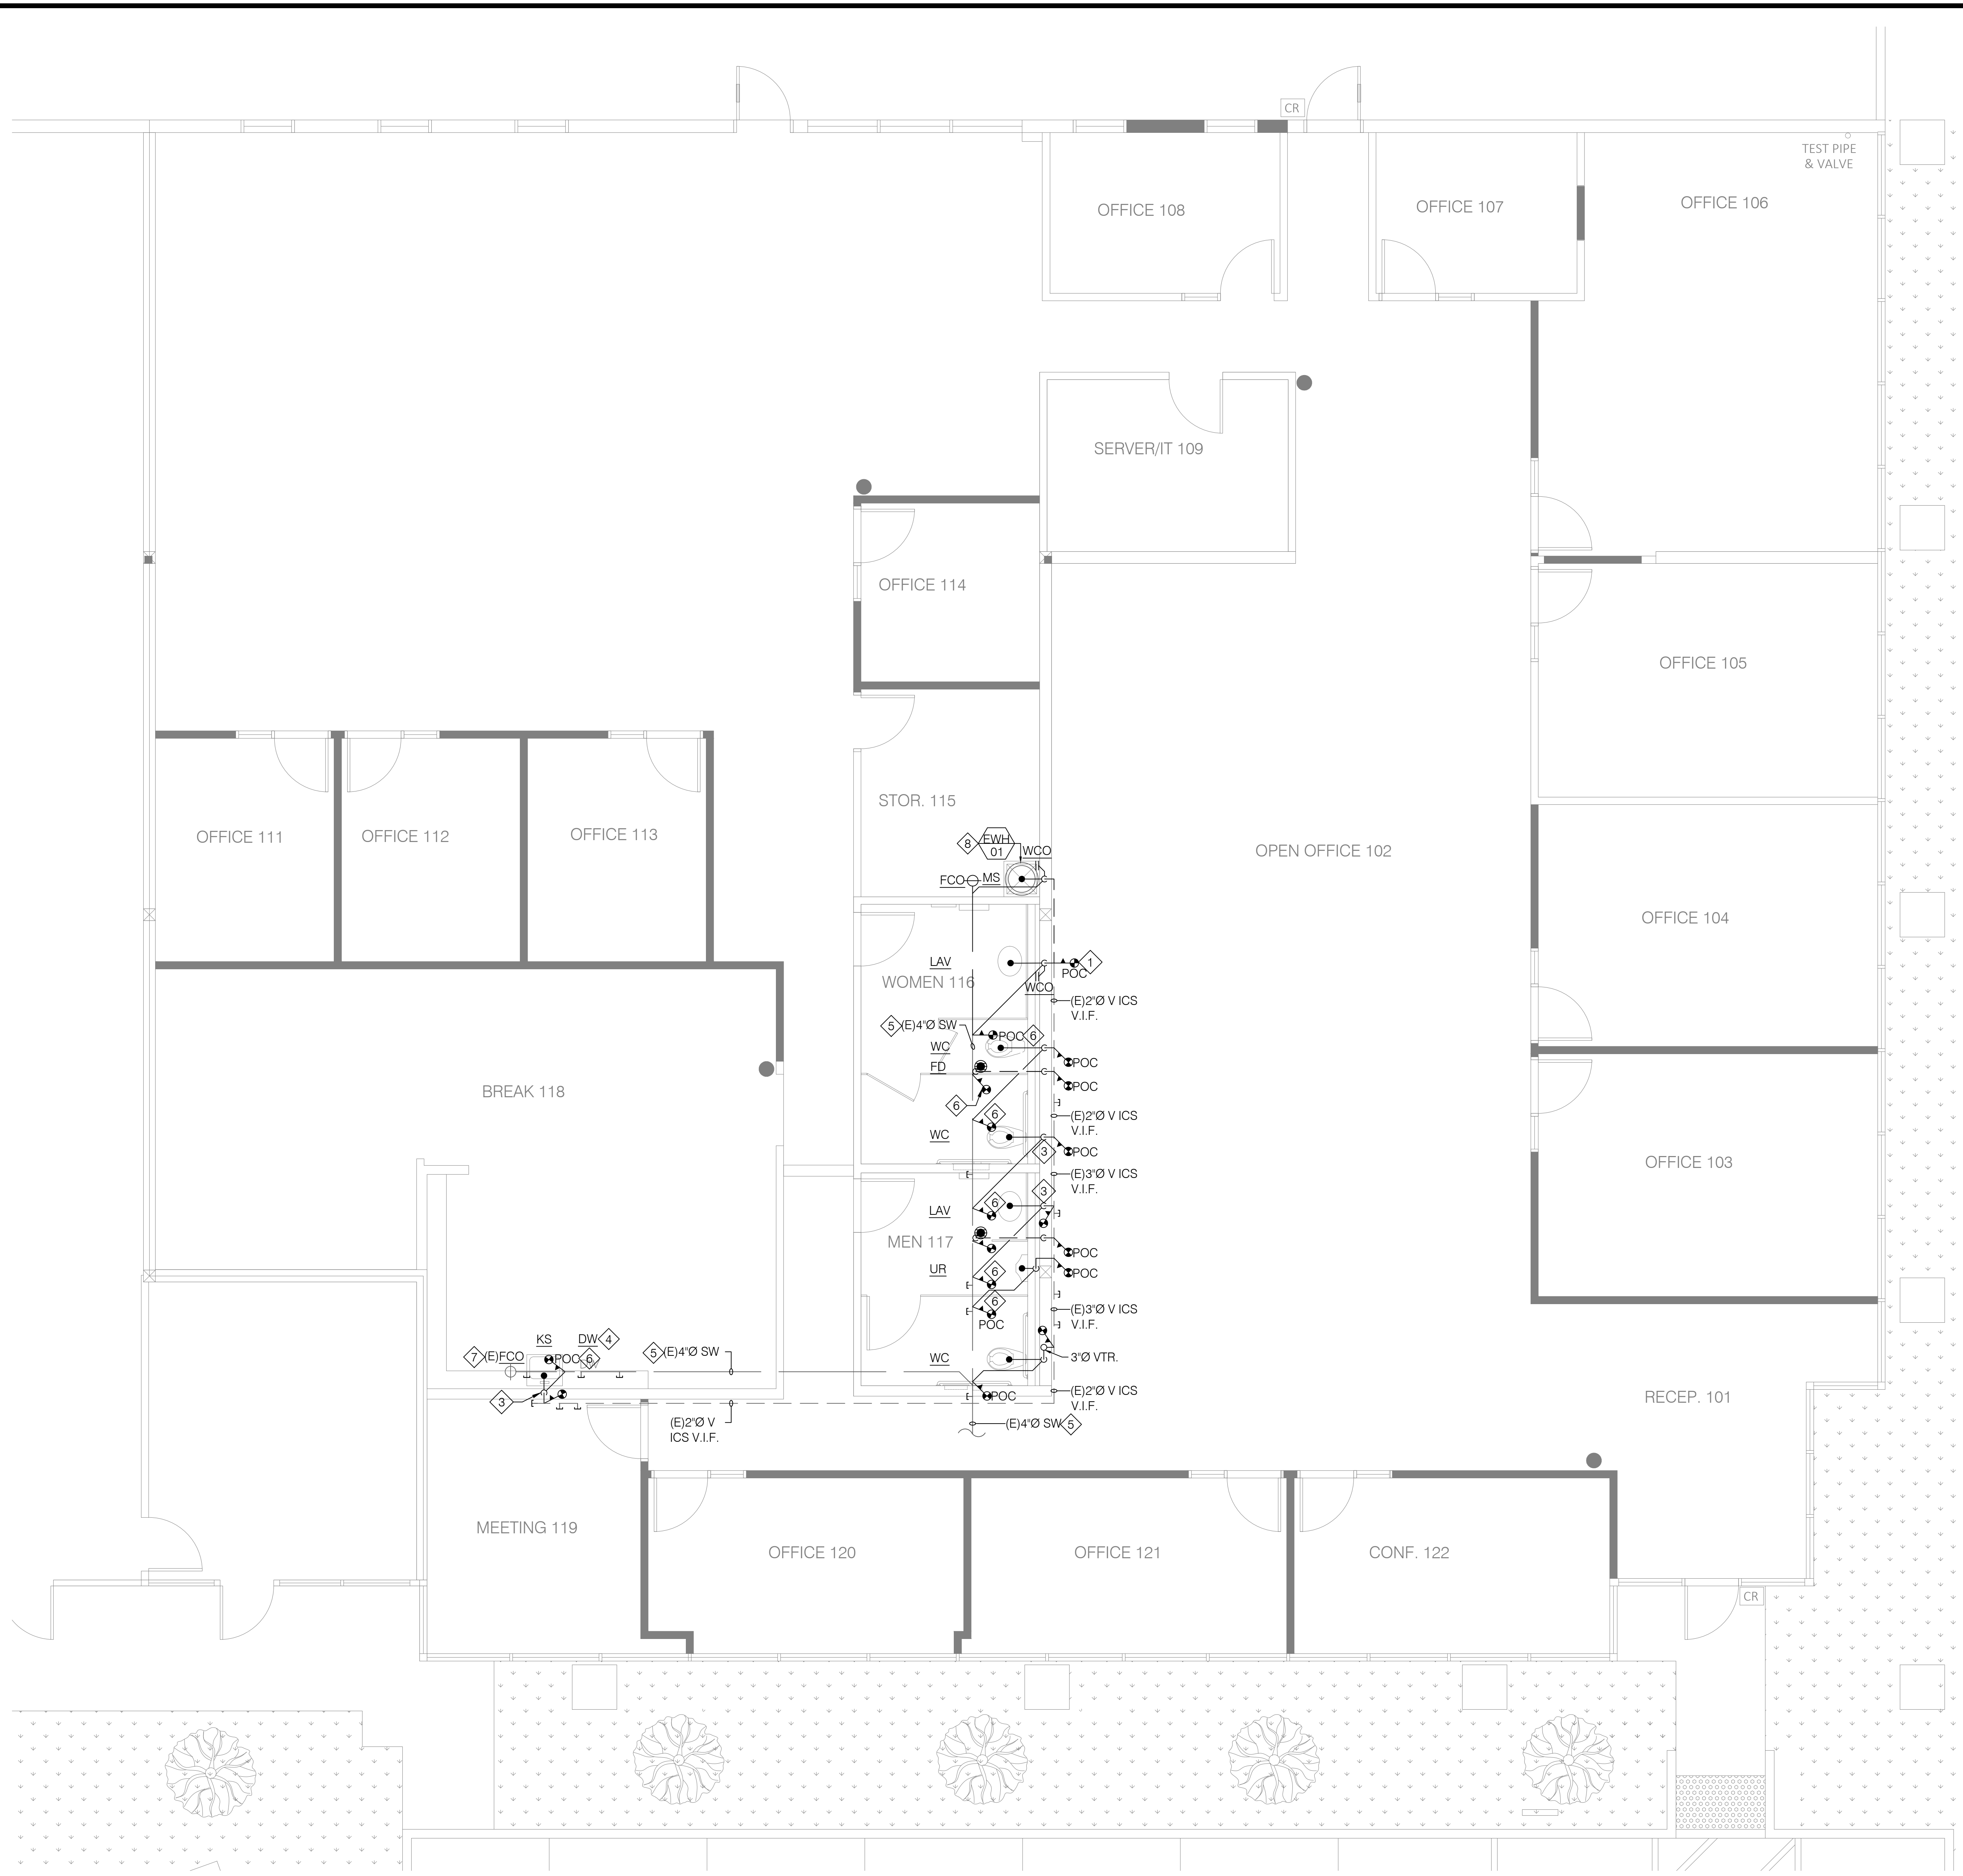 CR
TEST PIPE
& VALVE
OFFICE 108
OFFICE 107
OFFICE 106
SERVER/IT 109
OFFICE 114
OFFICE 105
STOR. 115
OFFICE 111
OFFICE 112
OFFICE 113
OPEN OFFICE 102
8
EWH
01
WCO
FCO
MS
OFFICE 104
LAV
1
POC
WOMEN 116
WCO
(E)2"Ø V ICS
V.I.F.
5
(E)4"Ø SW
POC
6
WC
FD
POC
POC
6
BREAK 118
6
(E)2"Ø V ICS
V.I.F.
WC
3
POC
OFFICE 103
(E)3"Ø V ICS
V.I.F.
3
6
LAV
MEN 117
POC
UR
6
POC
6
POC
(E)3"Ø V ICS
V.I.F.
KS
DW
4
7
(E)FCO
POC
6
5
(E)4"Ø SW
WC
3"Ø VTR.
3
POC
(E)2"Ø V ICS
V.I.F.
RECEP. 101
(E)2"Ø V
ICS V.I.F.
(E)4"Ø SW
5
MEETING 119
OFFICE 120
OFFICE 121
CONF. 122
CR